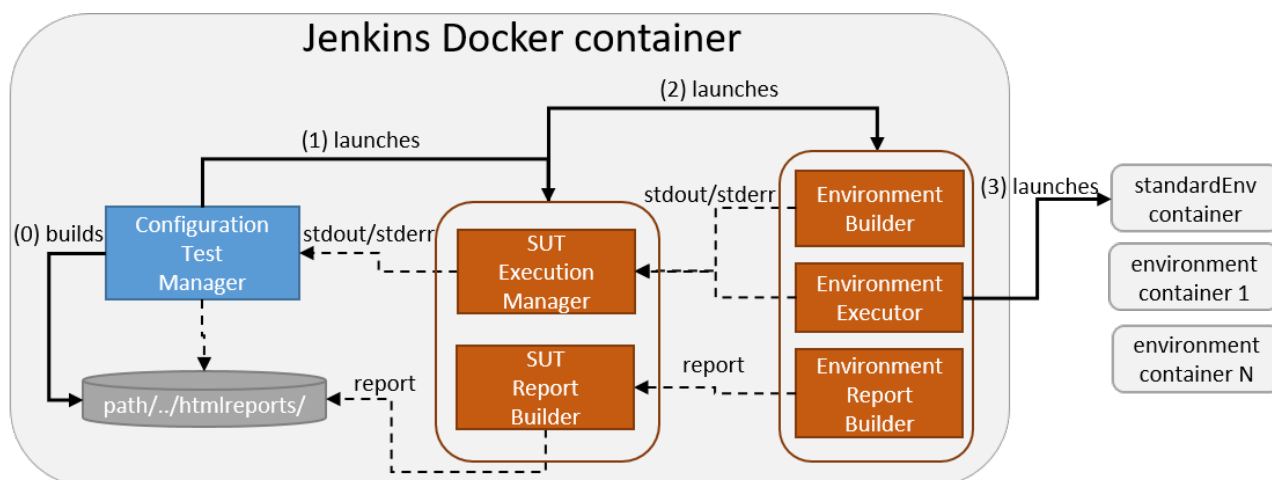 Jenkins Docker container
(2) launches
(1) launches
(3) launches
stdout/stderr
Environment
Builder
standardEnv
container
(0) builds
Configuration
Test
Manager
stdout/stderr
SUT
Execution
Manager
Environment
Executor
environment
container 1
environment
container N
SUT
Report
Builder
report
Environment
Report
Builder
report
path/../htmlreports/